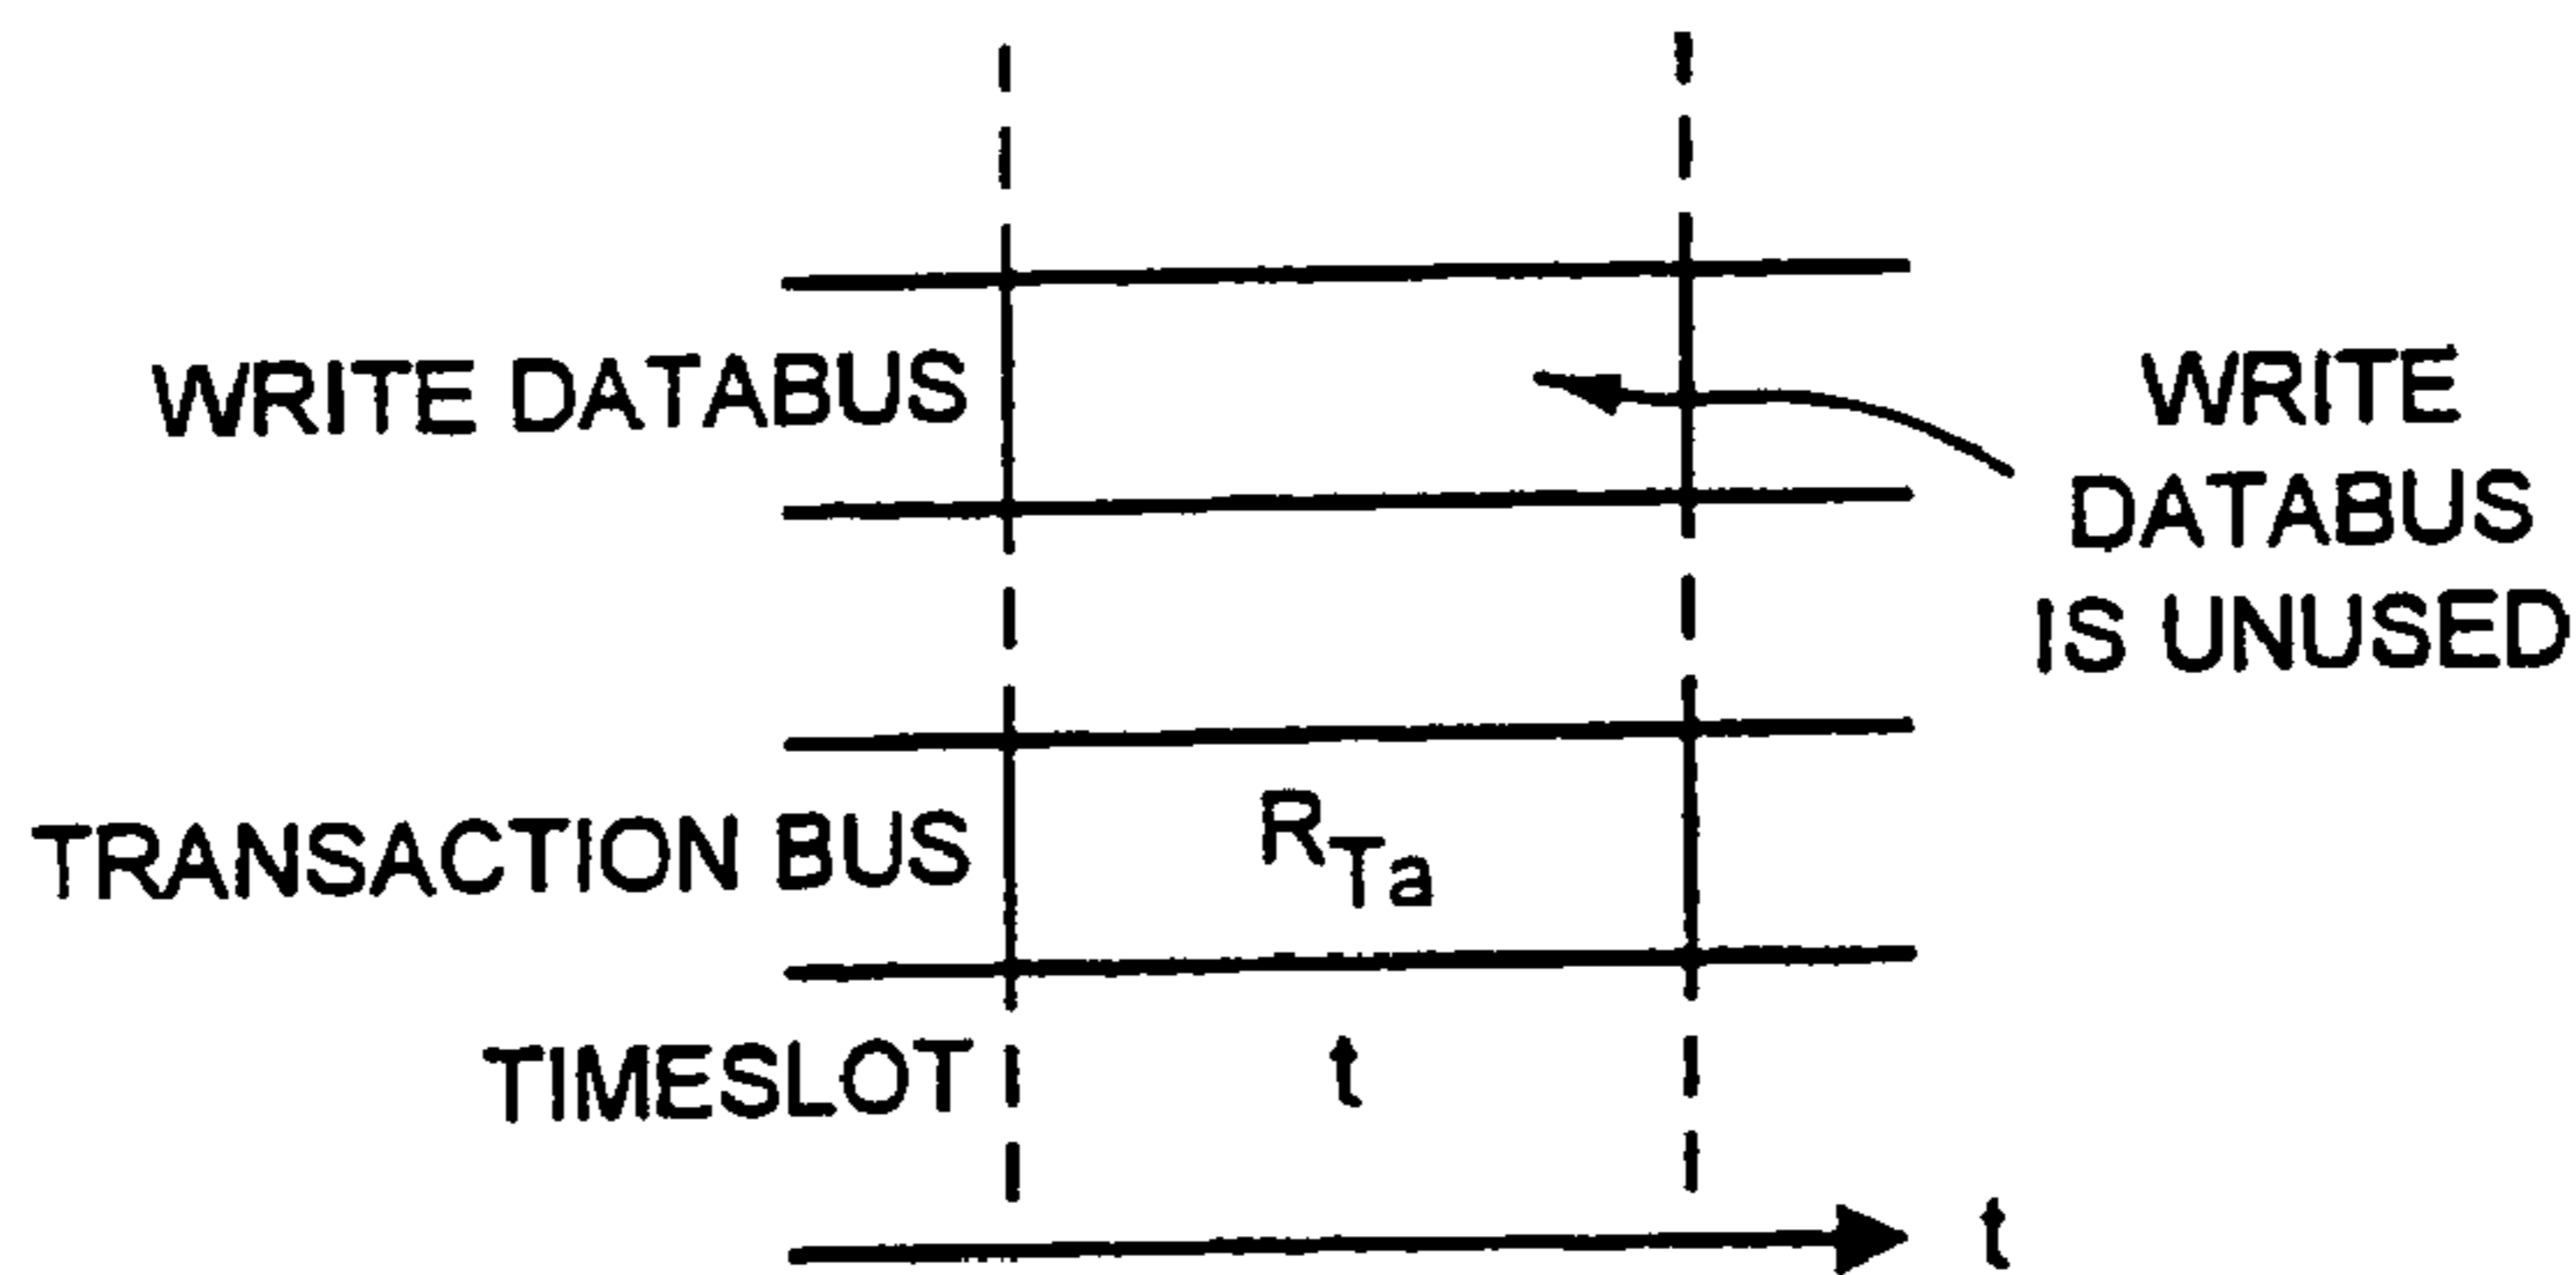 WRITE DATABUS
WRITE
DATABUS
IS UNUSED
TRANSACTION BUS
R_Ta
TIMESLOT
t
t